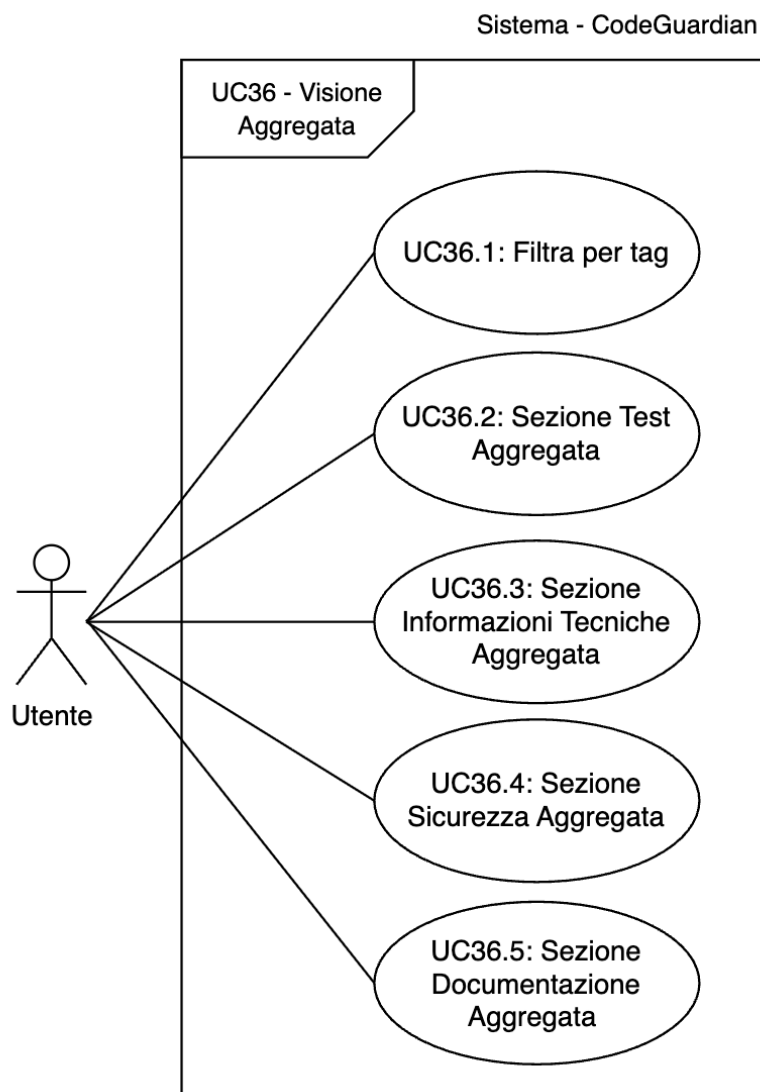 Sistema - CodeGuardian
UC36 - Visione
Aggregata
UC36.1: Filtra per tag
UC36.2: Sezione Test
Aggregata
UC36.3: Sezione
Informazioni Tecniche
Aggregata
Utente
UC36.4: Sezione
Sicurezza Aggregata
UC36.5: Sezione
Documentazione
Aggregata